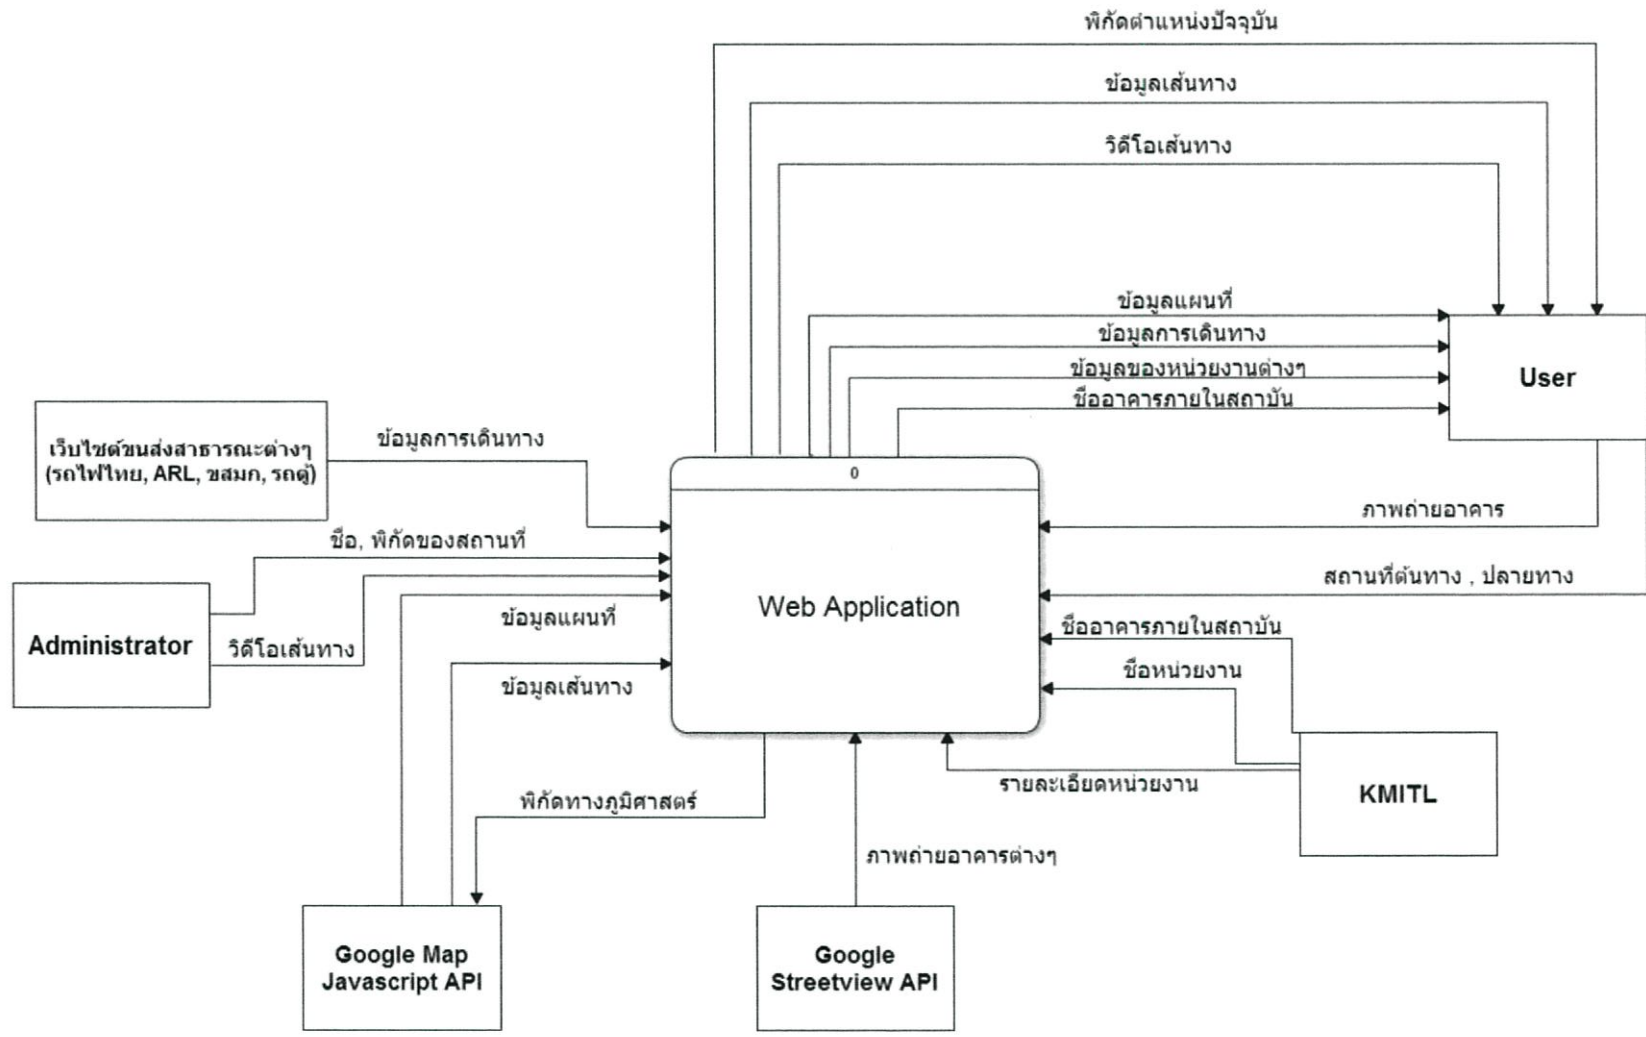 พิกัดตำแหน่งปัจจุบัน
ข้อมูลเส้นทาง
วิดีโอเส้นทาง
ข้อมูลแผนที่
ข้อมูลการเดินทาง
ข้อมูลของหน่วยงานต่างๆ
ชื่ออาคารภายในสถาบัน
User
เว็บไซต์ขนส่งสาธารณะต่างๆ
(รถไฟไทย, ARL, ขสมก, รถตู้)
ข้อมูลการเดินทาง
0
ภาพถ่ายอาคาร
ชื่อ, พิกัดของสถานที่
สถานที่ต้นทาง , ปลายทาง
Web Application
ข้อมูลแผนที่
Administrator
วิดีโอเส้นทาง
ชื่ออาคารภายในสถาบัน
ชื่อหน่วยงาน
ข้อมูลเส้นทาง
รายละเอียดหน่วยงาน
KMITL
พิกัดทางภูมิศาสตร์
ภาพถ่ายอาคารต่างๆ
Google Map
Javascript API
Google
Streetview API